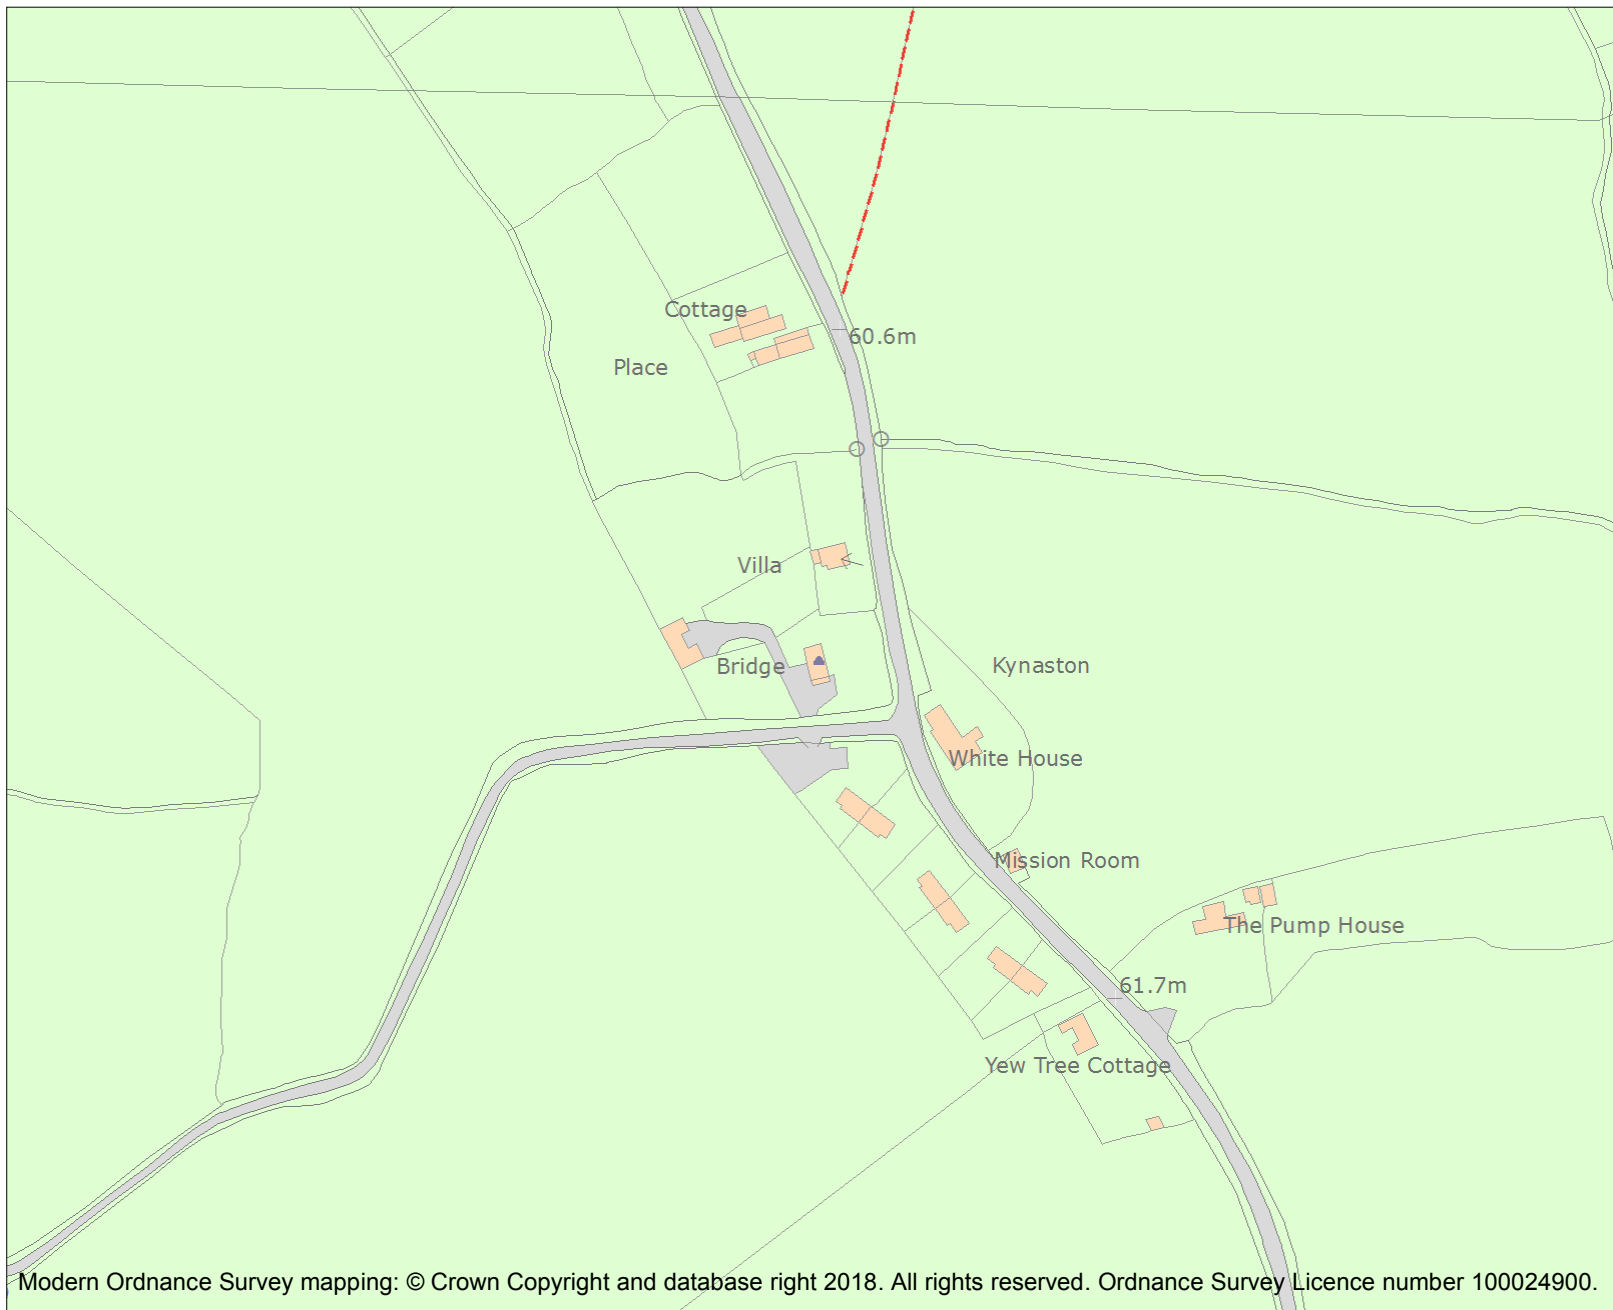 Cottage
60.6m
Place
Villa
Bridge
Kynaston
White House
Mission Room
The Pump House
61.7m
Yew Tree Cottage
Modern Ordnance Survey mapping: © Crown Copyright and database right 2018. All rights reserved. Ordnance Survey Licence number 100024900.